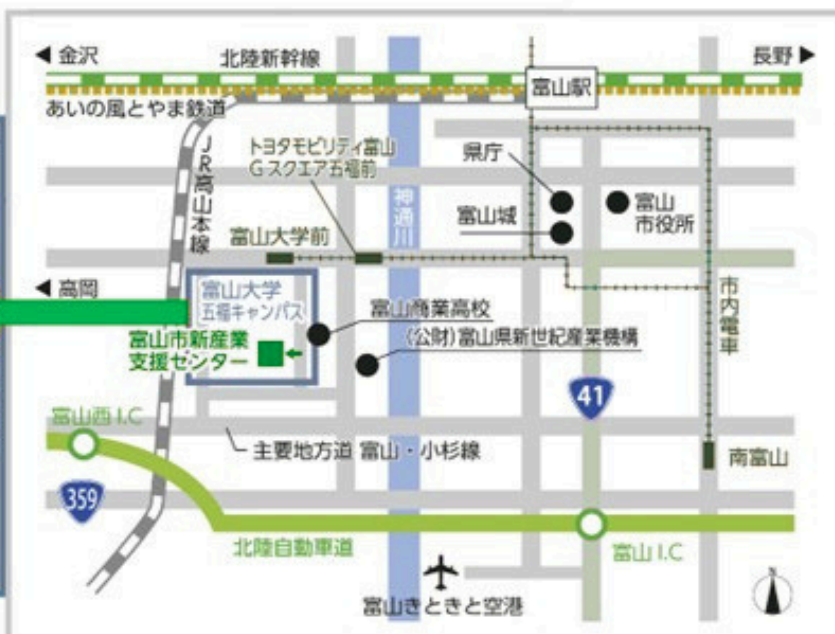 ◀ 金沢
北陸新幹線
長野 ▶
富山駅
あいの風とやま鉄道
JR高山本線
トヨタモビリティ富山
Gスクエア五福前
神通川
県庁
富山城
富山
市役所
富山大学前
◀ 高岡
富山大学
五福キャンパス
富山商業高校
(公財)富山県新世紀産業機構
富山市新産業
支援センター
市内電車
41
富山西I.C
主要地方道 富山・小杉線
南富山
359
北陸自動車道
富山I.C
富山きときと空港
N